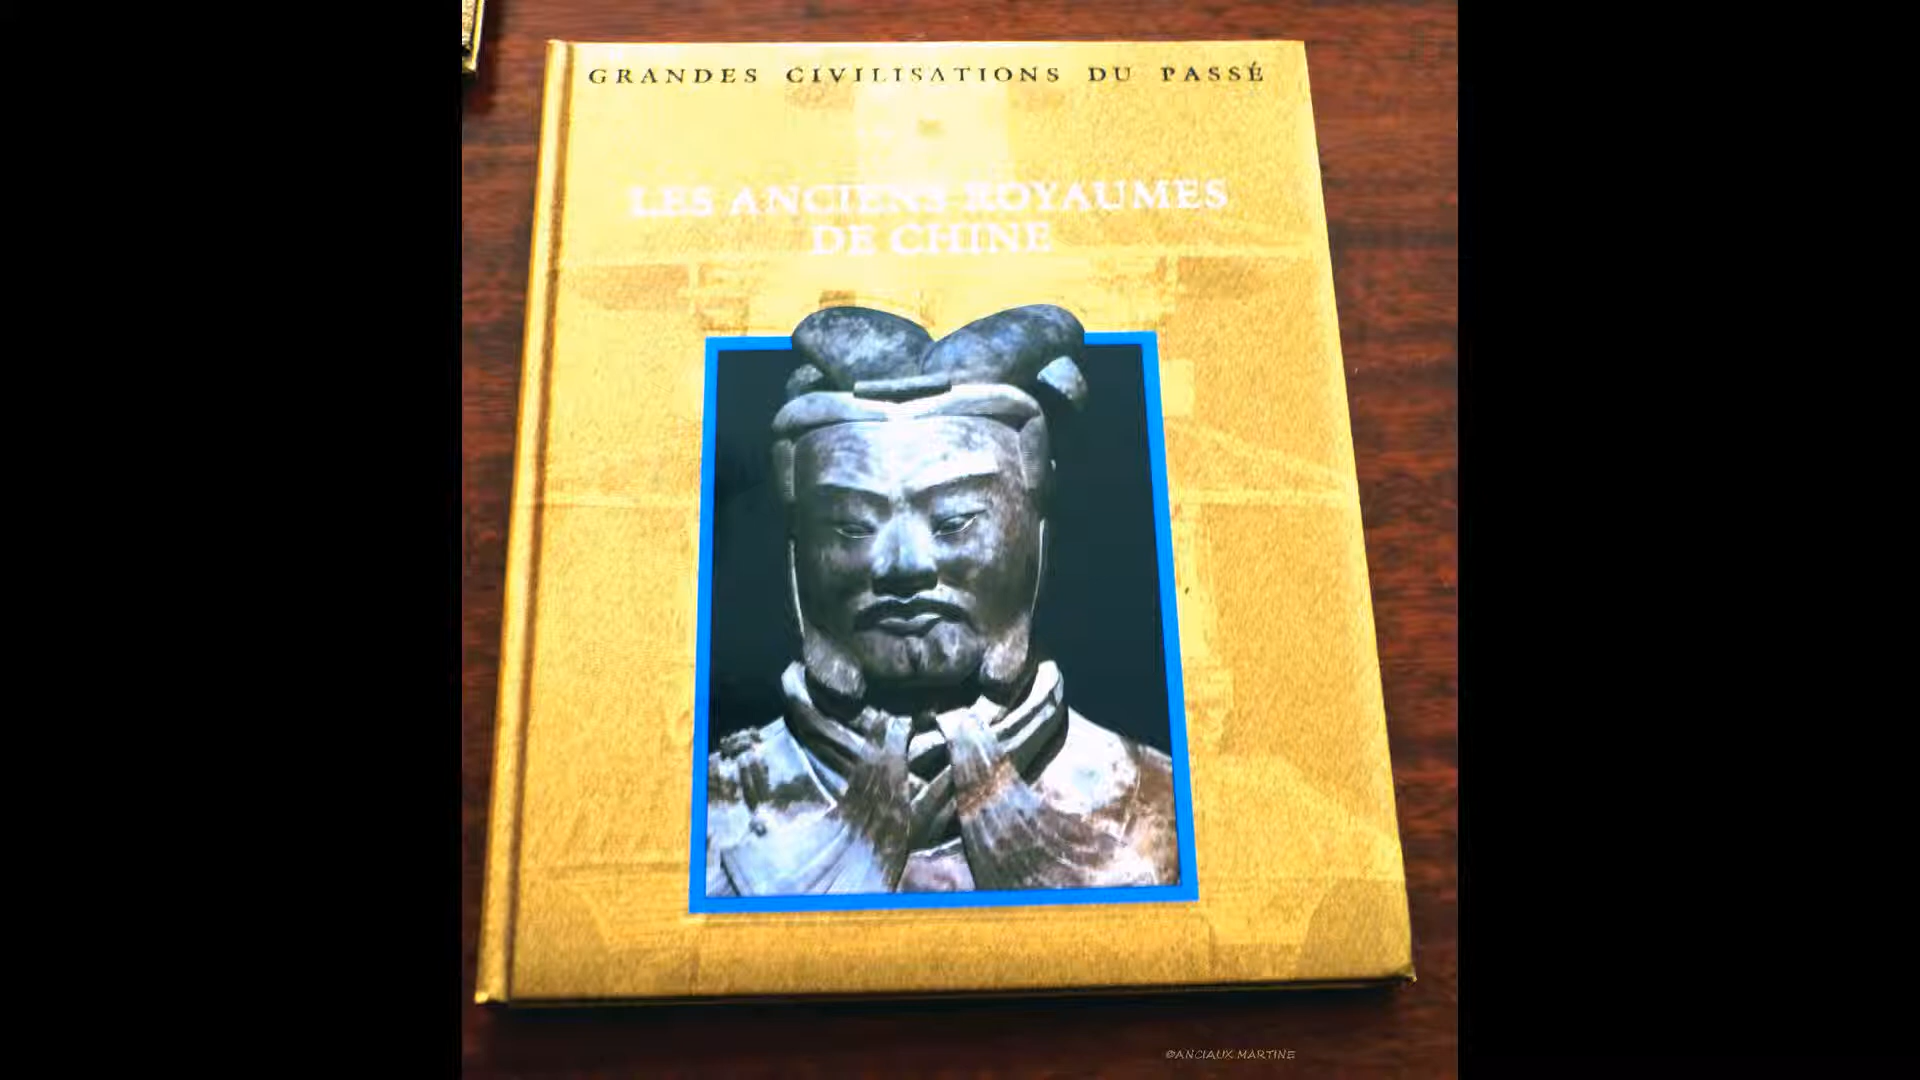 GRANDES CIVILISATIONS DU PASSÉ
LES ANCIENS ROYAUMES
DE CHINE
©ANCIAUX MARTINE